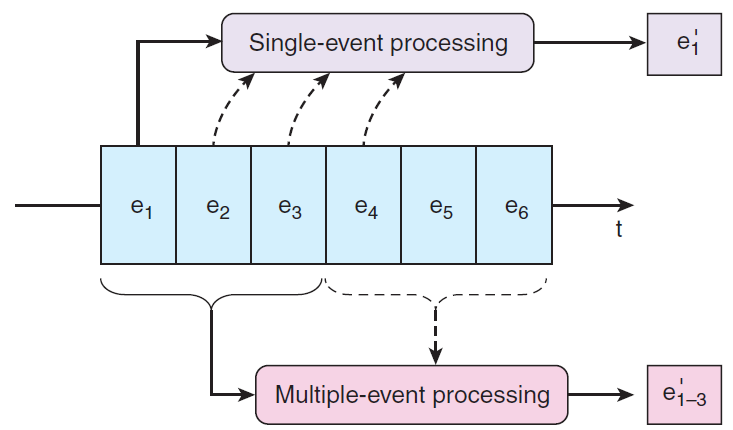 Single-event processing
e'₁
e₁ e₂ e₃ e₄ e₅ e₆
t
Multiple-event processing
e'₁₋₃